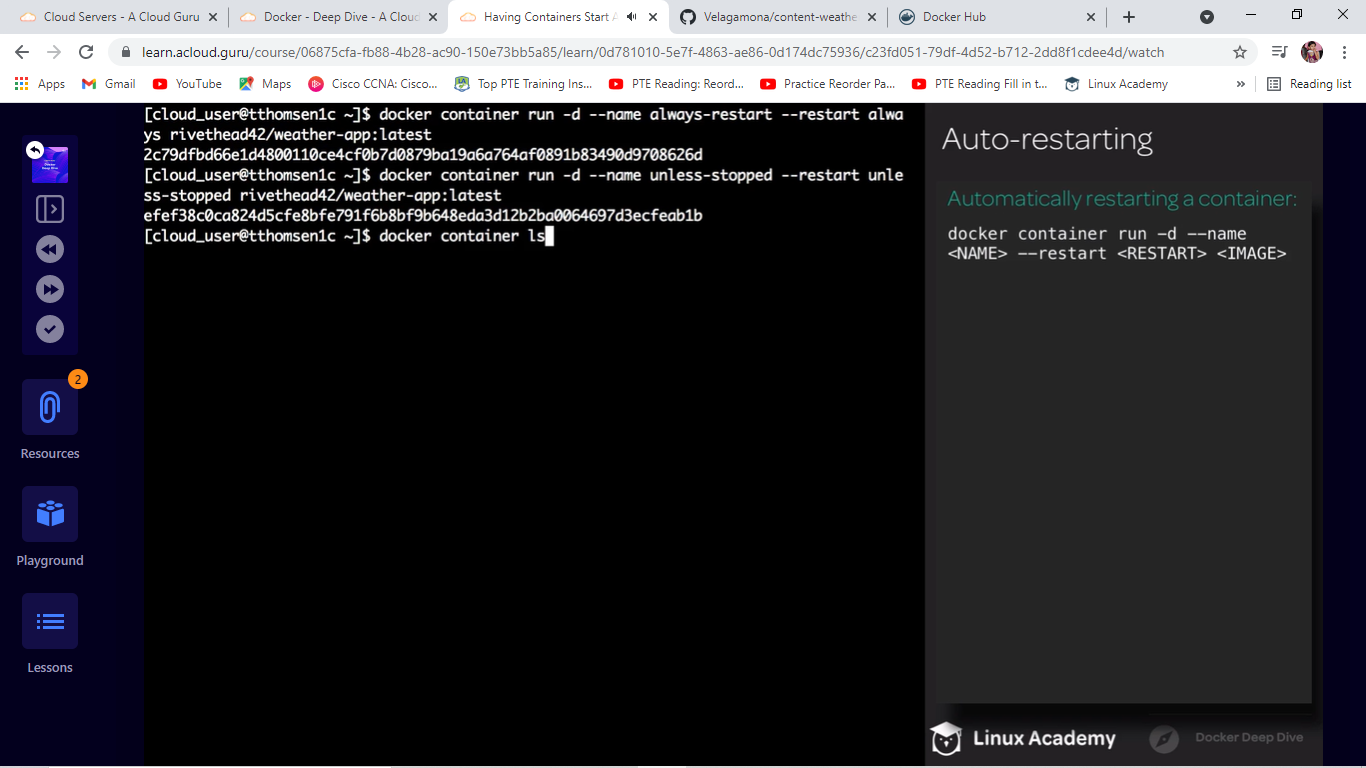 Cloud Servers - A Cloud Guru
Docker - Deep Dive - A Cloud
Having Containers Start A
Velagamona/content-weathe
Docker Hub
learn.acloud.guru/course/06875cfa-fb88-4b28-ac90-150e73bb5a85/learn/0d781010-5e7f-4863-ae86-0d174dc75936/c23fd051-79df-4d52-b712-2dd8f1cdee4d/watch
Apps
Gmail
YouTube
Maps
Cisco CCNA: Cisco...
Top PTE Training Ins...
PTE Reading: Reord...
Practice Reorder Pa...
PTE Reading Fill in t...
Linux Academy
»
Reading list
[cloud_user@tthomsen1c ~]$ docker container run -d --name always-restart --restart alwa
ys rivethead42/weather-app:latest
2c79dfbd66e1d4800110ce4cf0b7d0879ba19a6a764af0891b83490d9708626d
[cloud_user@tthomsen1c ~]$ docker container run -d --name unless-stopped --restart unle
ss-stopped rivethead42/weather-app:latest
efef38c0ca824d5cfe8bfe791f6b8bf9b648eda3d12b2ba0064697d3ecfeab1b
[cloud_user@tthomsen1c ~]$ docker container ls
Auto-restarting
Automatically restarting a container:
docker container run -d --name
<NAME> --restart <RESTART> <IMAGE>
2
Resources
Playground
Lessons
Linux Academy
Docker Deep Dive